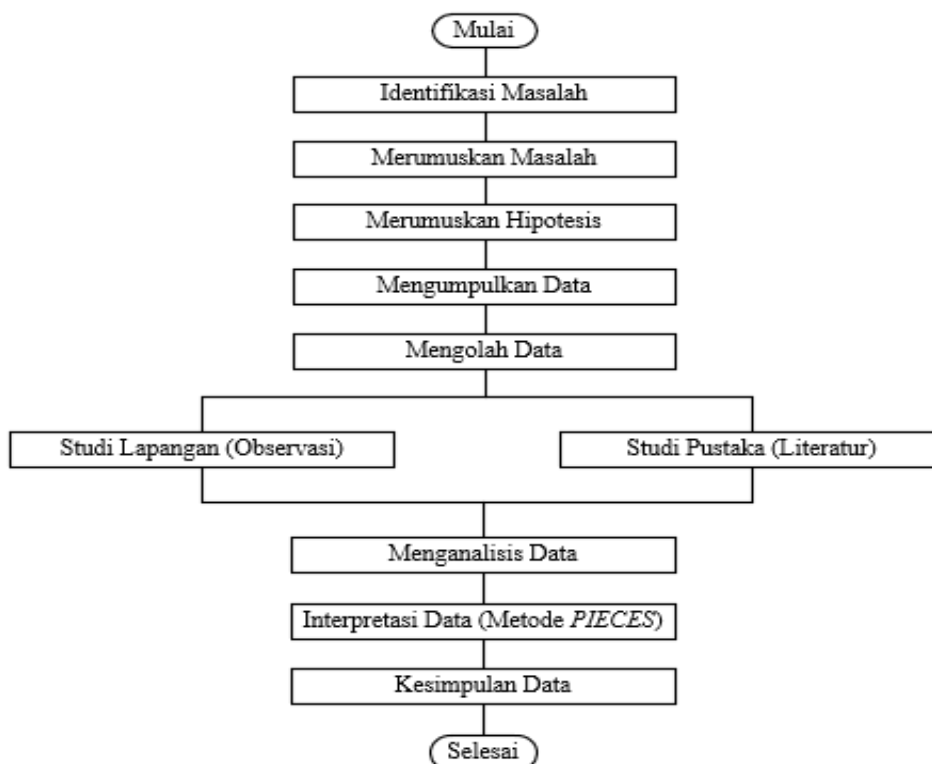 Mulai
Identifikasi Masalah
Merumuskan Masalah
Merumuskan Hipotesis
Mengumpulkan Data
Mengolah Data
Studi Lapangan (Observasi)
Studi Pustaka (Literatur)
Menganalisis Data
Interpretasi Data (Metode PIECES)
Kesimpulan Data
Selesai